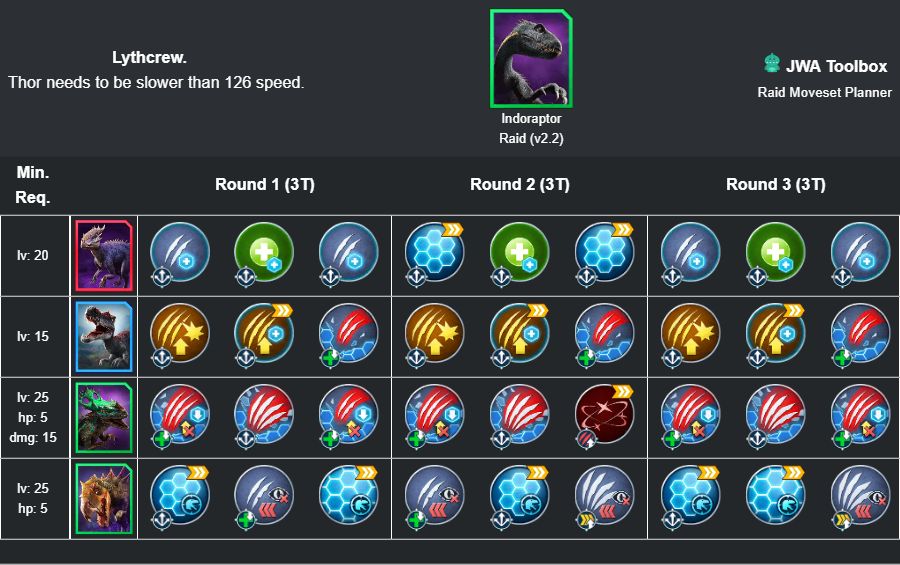 Lythcrew.
Thor needs to be slower than 126 speed.
Indoraptor
Raid (v2.2)
JWA Toolbox
Raid Moveset Planner
Min.
Req.
Round 1 (3T)
Round 2 (3T)
Round 3 (3T)
lv: 20
lv: 15
lv: 25
hp: 5
dmg: 15
lv: 25
hp: 5